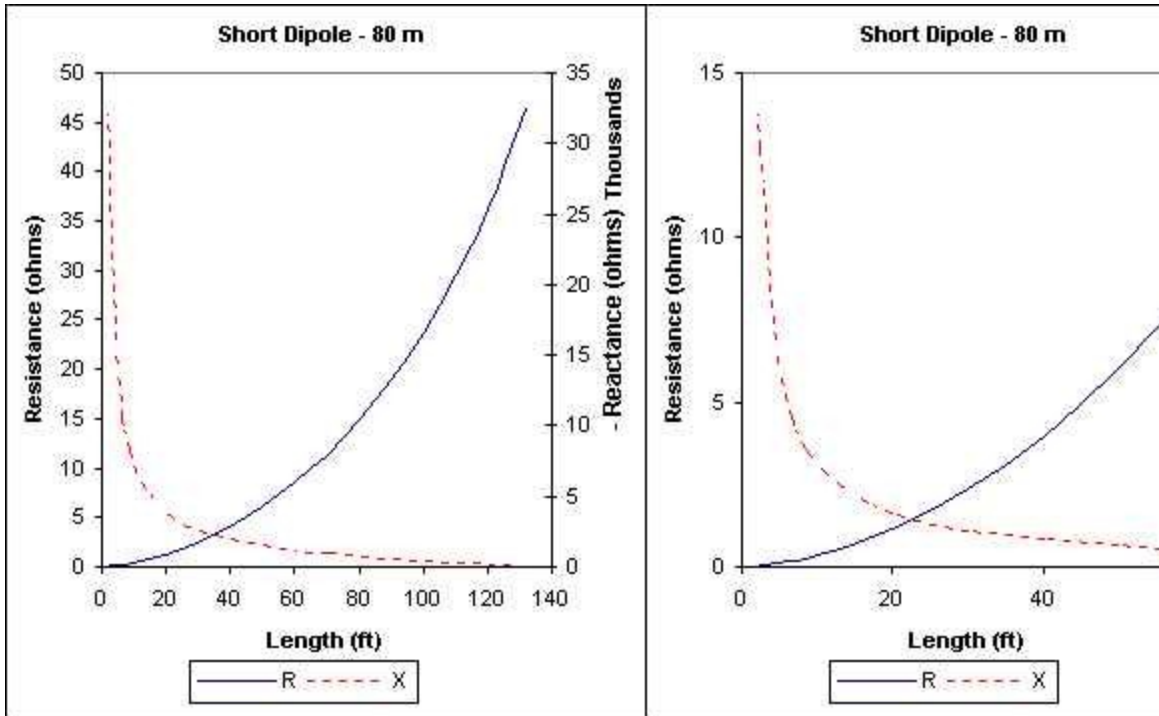 Short Dipole - 80 m
50
45
40
35
30
25
20
15
10
5
0
Resistance (ohms)
35
30
25
20
15
10
5
0
- Reactance (ohms) Thousands
0 20 40 60 80 100 120 140
Length (ft)
R X
Short Dipole - 80 m
15
10
5
0
Resistance (ohms)
0 20 40
Length (ft)
R X